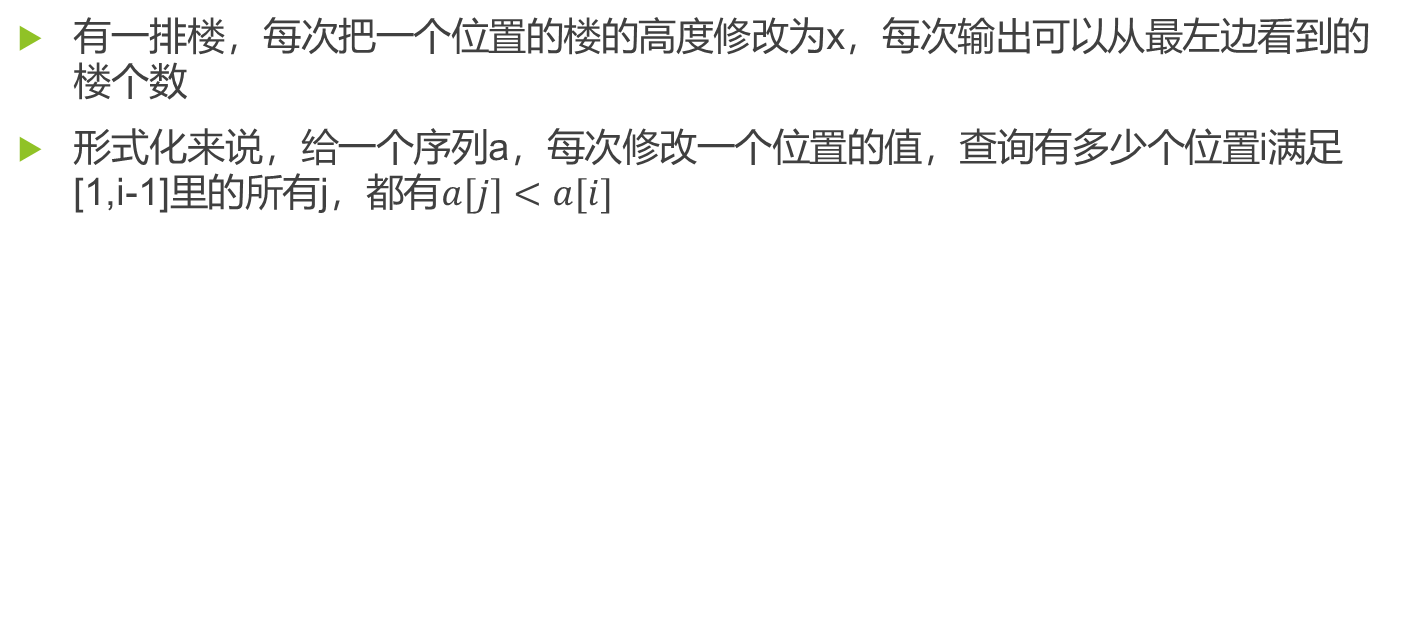 有一排楼，每次把一个位置的楼的高度修改为x，每次输出可以从最左边看到的
楼个数
形式化来说，给一个序列a，每次修改一个位置的值，查询有多少个位置i满足
[1,i-1]里的所有j，都有a[j] < a[i]